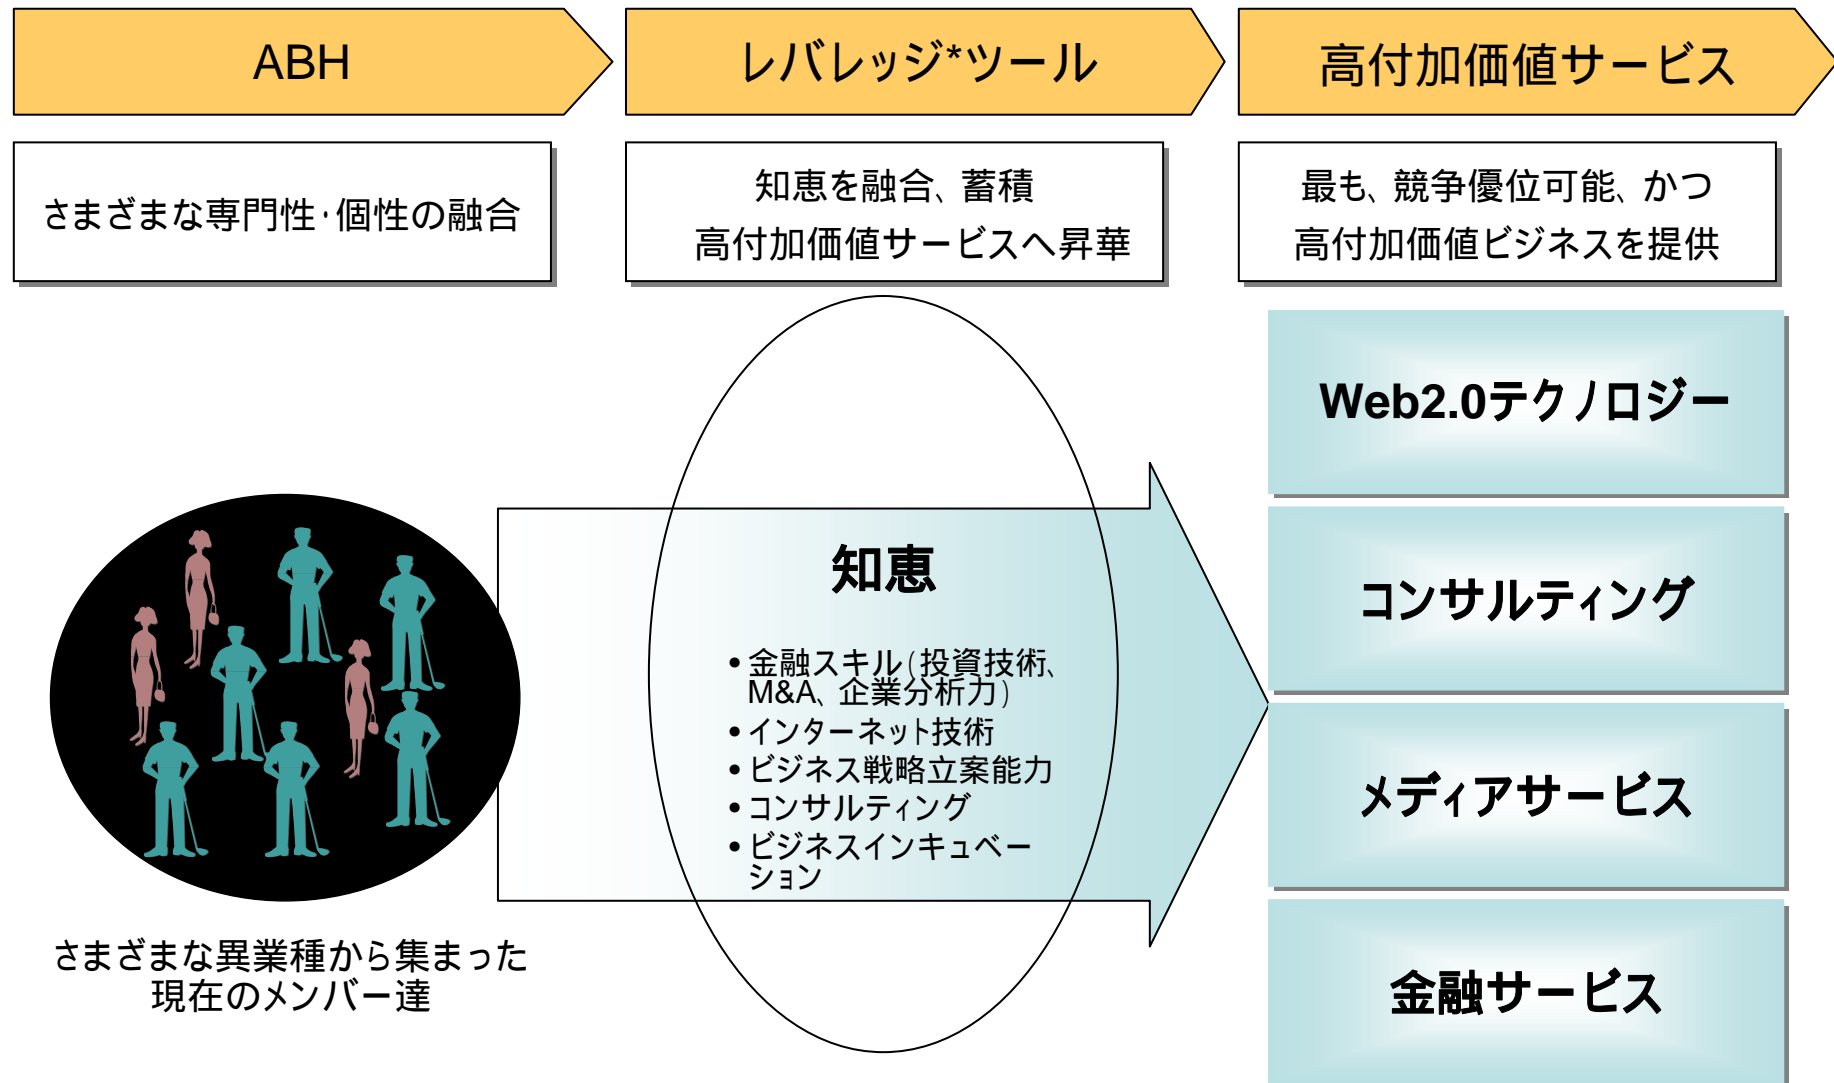 ABH
レバレッジ*ツール
高付加価値サービス
さまざまな専門性・個性の融合
知恵を融合、蓄積
高付加価値サービスへ昇華
最も、競争優位可能、かつ
高付加価値ビジネスを提供
知恵
• 金融スキル(投資技術、
M&A、企業分析力)
• インターネット技術
• ビジネス戦略立案能力
• コンサルティング
• ビジネスインキュベー
ション
さまざまな異業種から集まった
現在のメンバー達
Web2.0テクノロジー
コンサルティング
メディアサービス
金融サービス